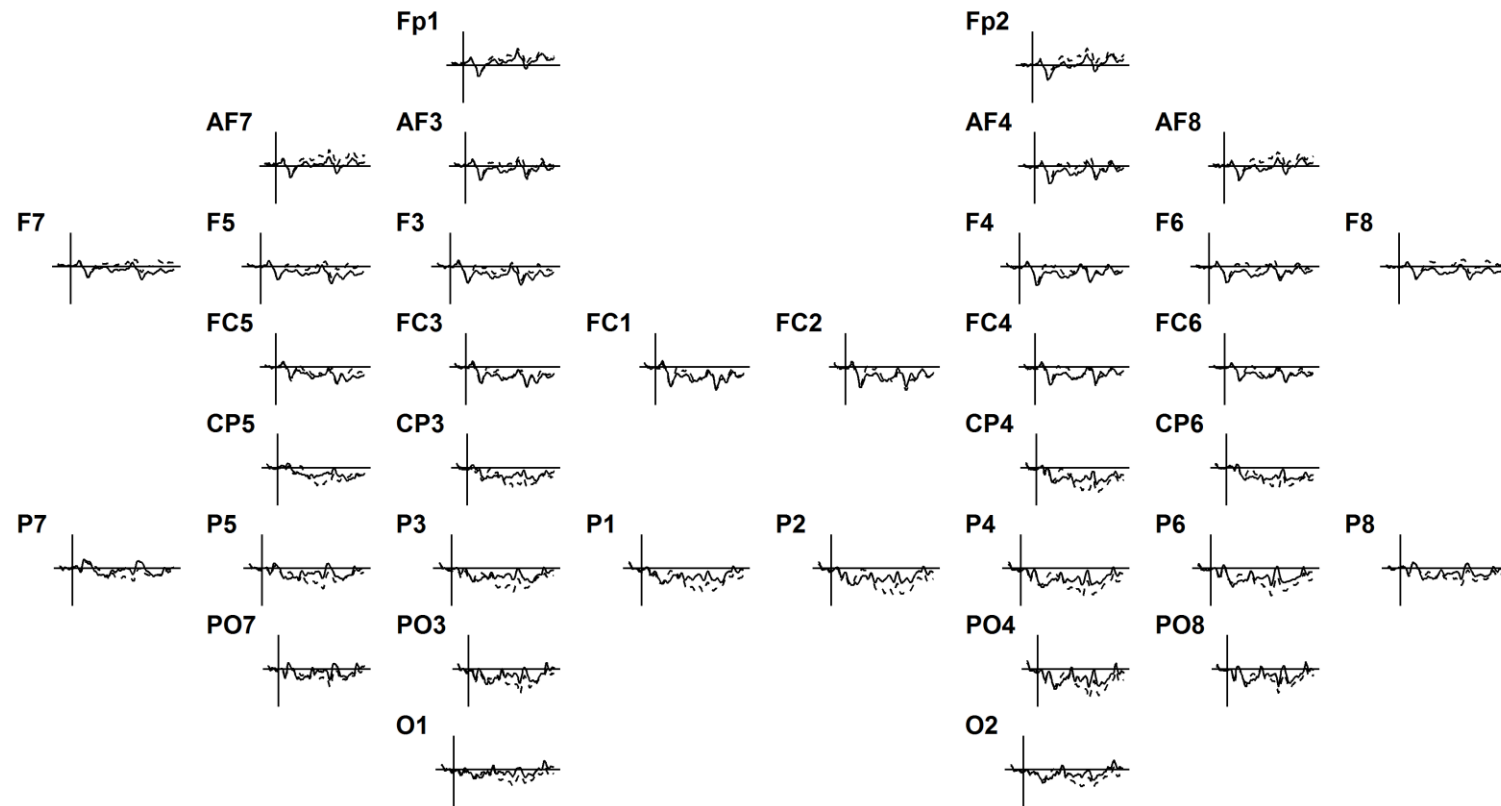 Fp1 Fp2
AF7 AF3 AF4 AF8
F7 F5 F3 F4 F6 F8
FC5 FC3 FC1 FC2 FC4 FC6
CP5 CP3 CP4 CP6
P7 P5 P3 P1 P2 P4 P6 P8
PO7 PO3 PO4 PO8
O1 O2